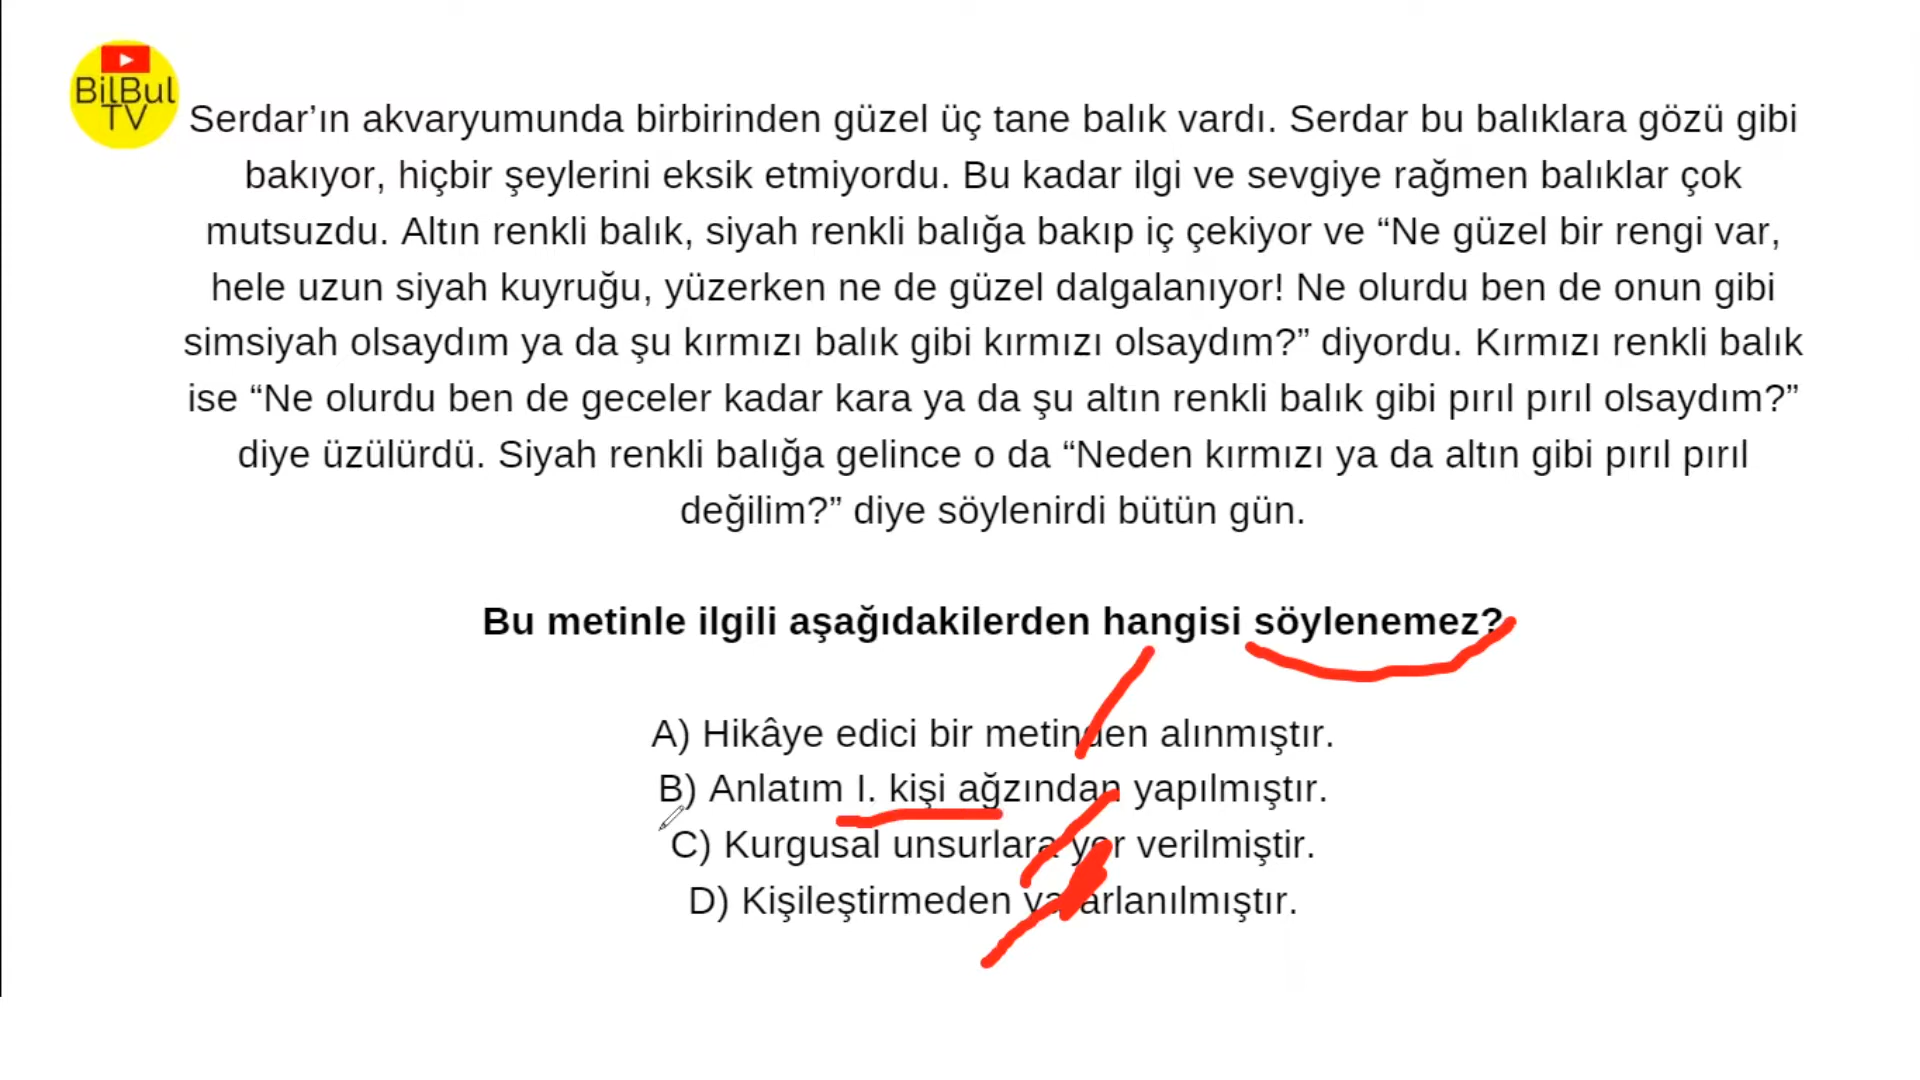 BilBul
TV
Serdar’ın akvaryumunda birbirinden güzel üç tane balık vardı. Serdar bu balıklara gözü gibi
bakıyor, hiçbir şeylerini eksik etmiyordu. Bu kadar ilgi ve sevgiye rağmen balıklar çok
mutsuzdu. Altın renkli balık, siyah renkli balığa bakıp iç çekiyor ve “Ne güzel bir rengi var,
hele uzun siyah kuyruğu, yüzerken ne de güzel dalgalanıyor! Ne olurdu ben de onun gibi
simsiyah olsaydım ya da şu kırmızı balık gibi kırmızı olsaydım?” diyordu. Kırmızı renkli balık
ise “Ne olurdu ben de geceler kadar kara ya da şu altın renkli balık gibi pırıl pırıl olsaydım?”
diye üzülürdü. Siyah renkli balığa gelince o da “Neden kırmızı ya da altın gibi pırıl pırıl
değilim?” diye söylenirdi bütün gün.
Bu metinle ilgili aşağıdakilerden hangisi söylenemez?
A) Hikâye edici bir metinden alınmıştır.
B) Anlatım I. kişi ağzından yapılmıştır.
C) Kurgusal unsurlara yer verilmiştir.
D) Kişileştirmeden yararlanılmıştır.